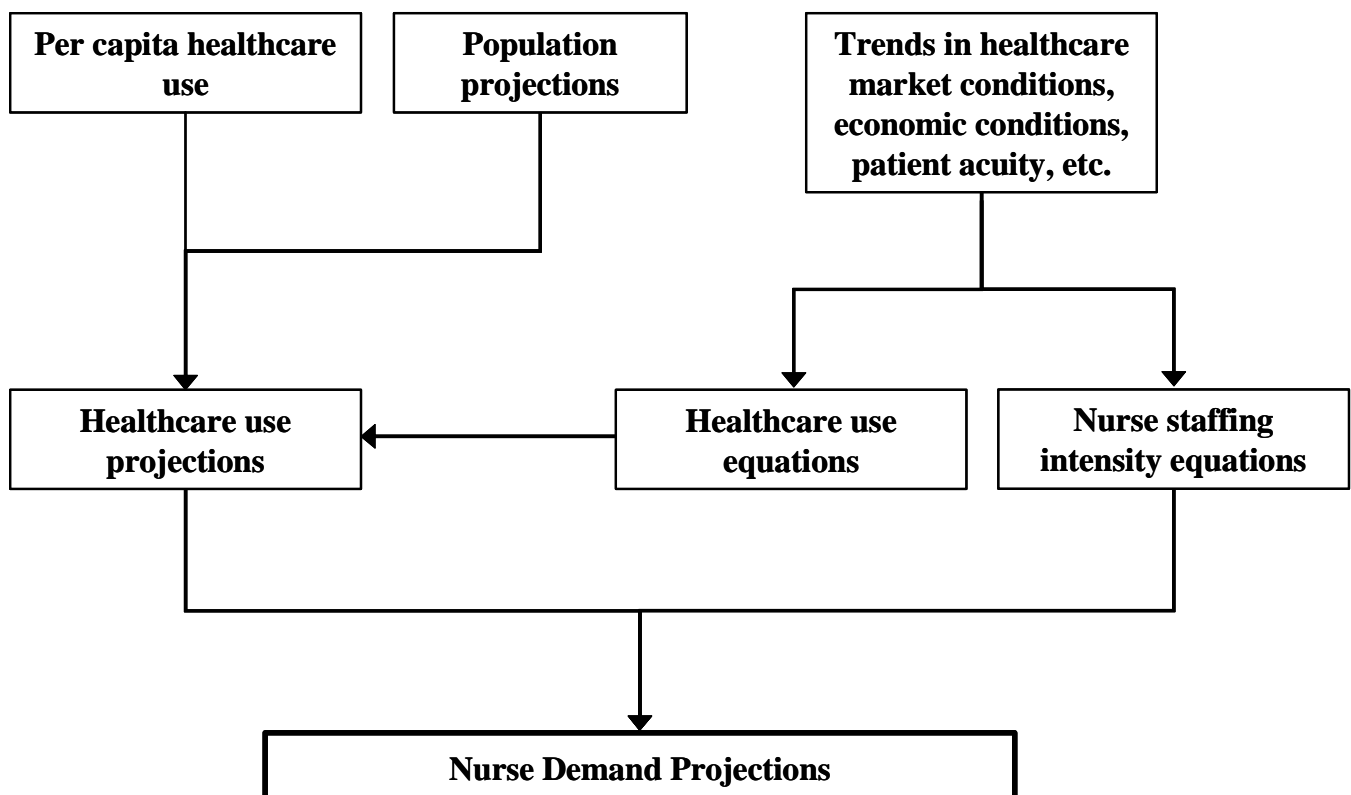 Per capita healthcare
use
Population
projections
Trends in healthcare
market conditions,
economic conditions,
patient acuity, etc.
Healthcare use
projections
Healthcare use
equations
Nurse staffing
intensity equations
Nurse Demand Projections